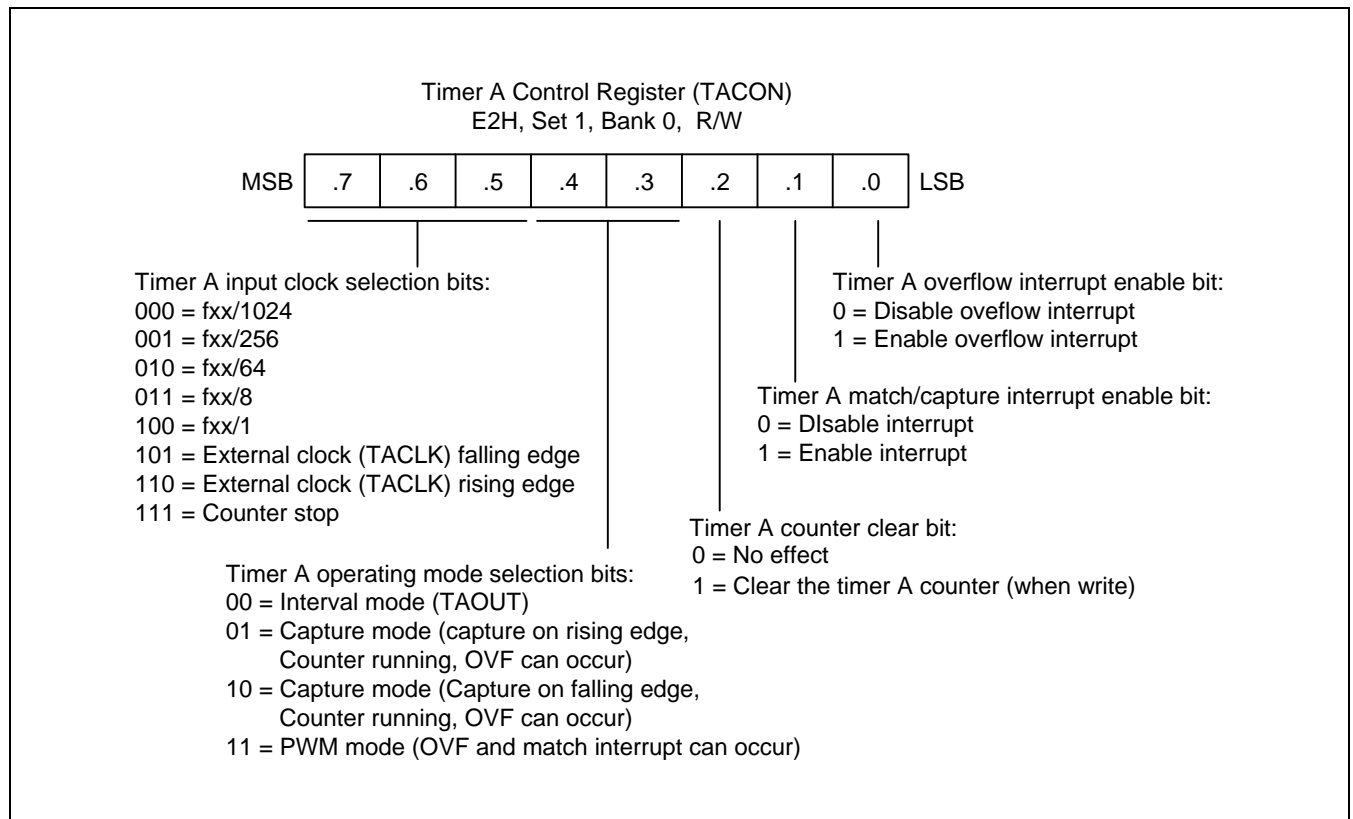 Timer A Control Register (TACON)
E2H, Set 1, Bank 0, R/W
MSB .7 .6 .5 .4 .3 .2 .1 .0 LSB
Timer A input clock selection bits:
000 = fxx/1024
001 = fxx/256
010 = fxx/64
011 = fxx/8
100 = fxx/1
101 = External clock (TACLK) falling edge
110 = External clock (TACLK) rising edge
111 = Counter stop
Timer A operating mode selection bits:
00 = Interval mode (TAOUT)
01 = Capture mode (capture on rising edge,
Counter running, OVF can occur)
10 = Capture mode (Capture on falling edge,
Counter running, OVF can occur)
11 = PWM mode (OVF and match interrupt can occur)
Timer A counter clear bit:
0 = No effect
1 = Clear the timer A counter (when write)
Timer A match/capture interrupt enable bit:
0 = DIsable interrupt
1 = Enable interrupt
Timer A overflow interrupt enable bit:
0 = Disable oveflow interrupt
1 = Enable overflow interrupt